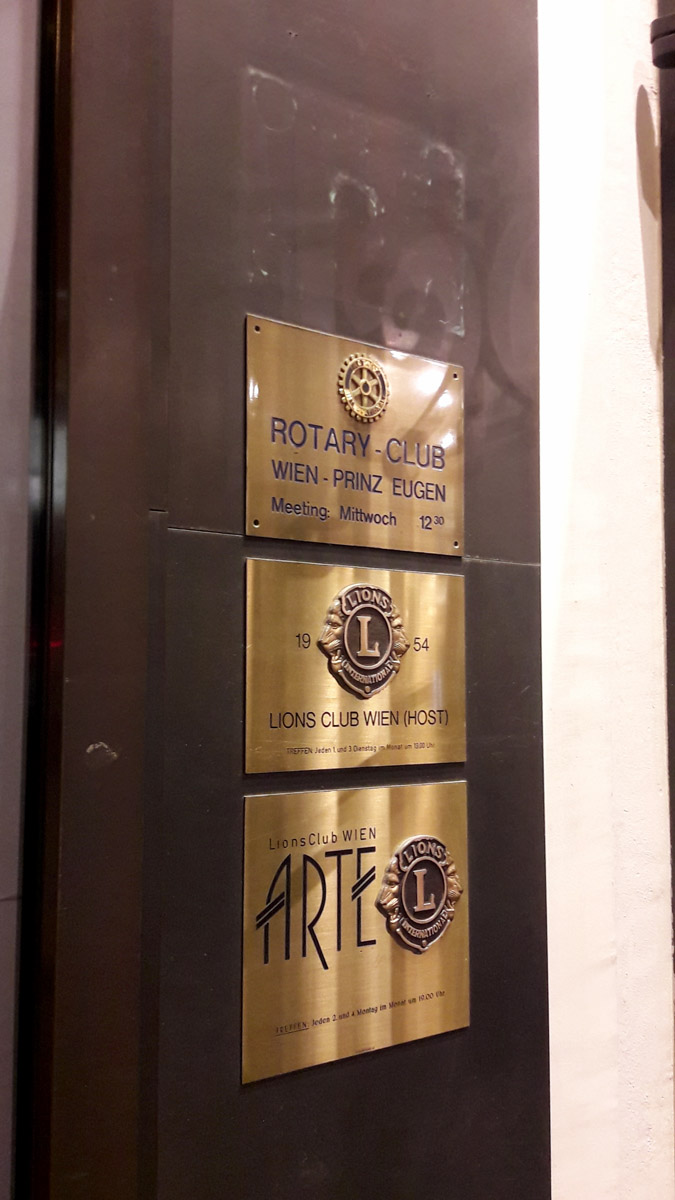 ROTARY-CLUB
WIEN - PRINZ EUGEN
Meeting: Mittwoch 12³⁰
LIONS
L
INTERNATIONAL
19 54
LIONS CLUB WIEN (HOST)
TREFFEN: Jeden 1. und 3. Dienstag im Monat um 13.00 Uhr
LionsClub WIEN
ARTE
LIONS
L
INTERNATIONAL
TREFFEN: Jeden 2. und 4. Montag im Monat um 19.00 Uhr